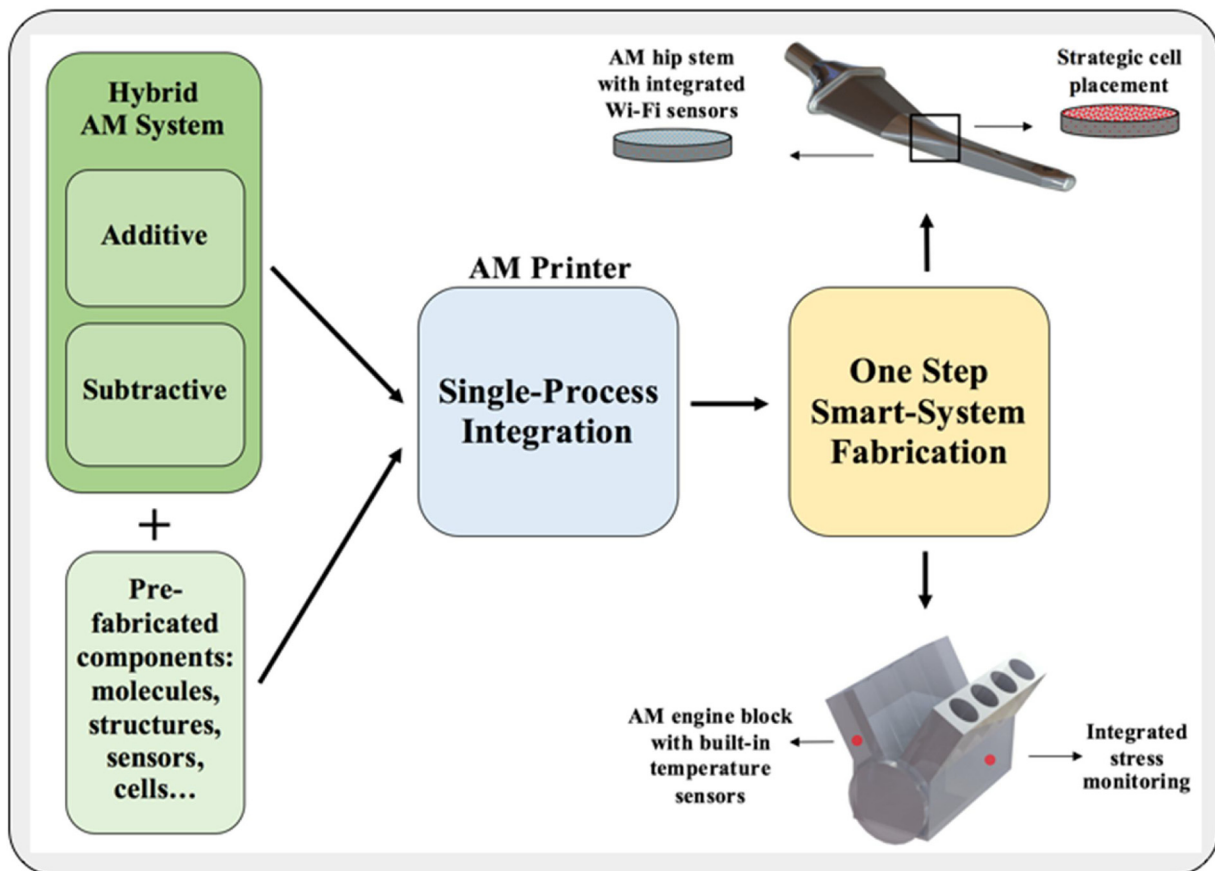 Hybrid
AM System
Additive
Subtractive
+
Pre-
fabricated
components:
molecules,
structures,
sensors,
cells…
AM Printer
Single-Process
Integration
One Step
Smart-System
Fabrication
AM hip stem
with integrated
Wi-Fi sensors
Strategic cell
placement
AM engine block
with built-in
temperature
sensors
Integrated
stress
monitoring